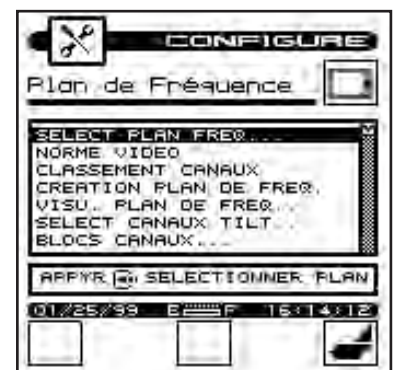 CONFIGURE
Plan de Fréquence
SELECT PLAN FREQ...
NORME VIDEO
CLASSEMENT CANAUX
CREATION PLAN DE FREQ.
VISU. PLAN DE FREQ..
SELECT CANAUX TILT..
BLOCS CANAUX...
APPYR SELECTIONNER PLAN
01/25/99 E F 16:14:12